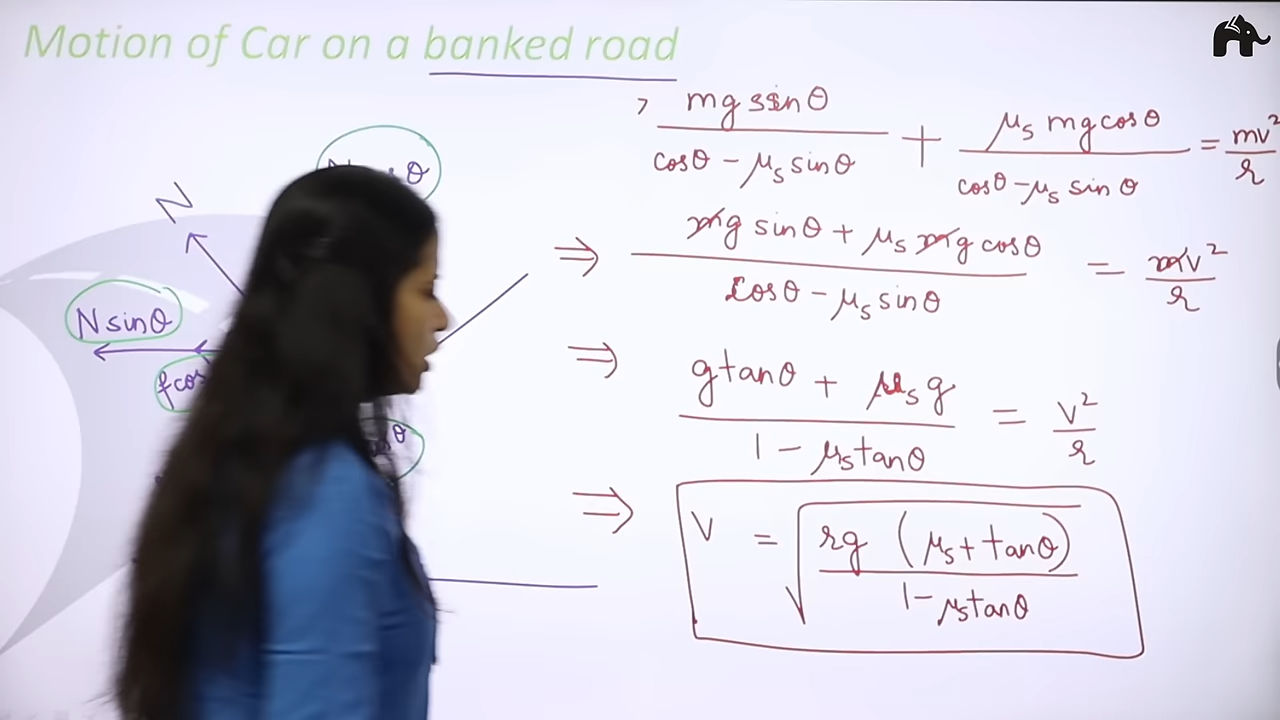 Motion of Car on a banked road
N
θ
N sinθ
fcos
θ
mg sinθ / cosθ - μs sinθ + μs mg cosθ / cosθ - μs sinθ = mv² / r
⇒ mg sinθ + μs mg cosθ / cosθ - μs sinθ = mv² / r
⇒ g tanθ + μs g / 1 - μs tanθ = v² / r
⇒ v = √ rg (μs + tanθ) / 1 - μs tanθ